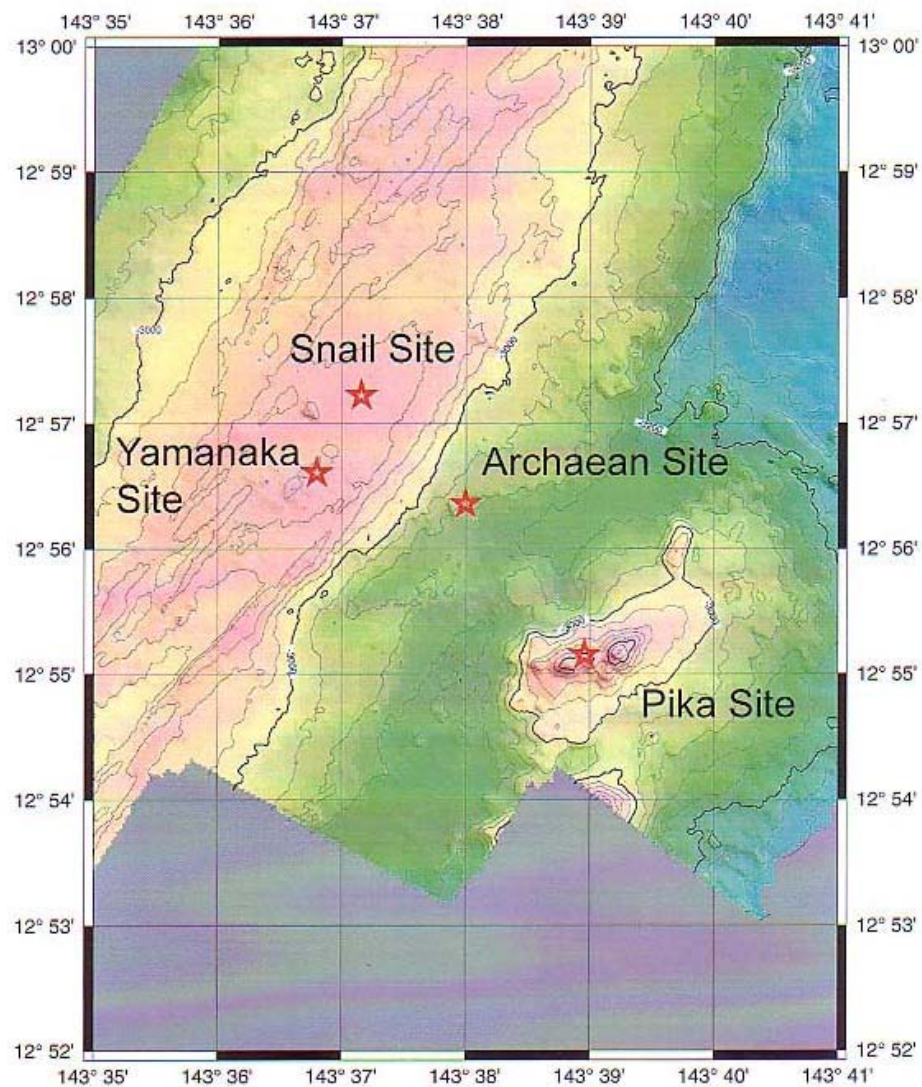 143° 35' 143° 36' 143° 37' 143° 38' 143° 39' 143° 40' 143° 41'
13° 00' 13° 00'
12° 59' 12° 59'
12° 58' 12° 58'
-3000
-3000
Snail Site
12° 57' 12° 57'
Yamanaka
Site
Archaean Site
12° 56' 12° 56'
12° 55' 12° 55'
Pika Site
12° 54' 12° 54'
12° 53' 12° 53'
12° 52' 12° 52'
143° 35' 143° 36' 143° 37' 143° 38' 143° 39' 143° 40' 143° 41'